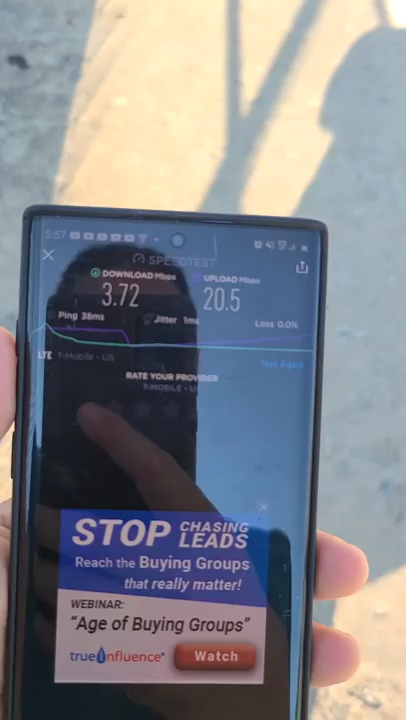 5:57
SPEEDTEST
DOWNLOAD Mbps
UPLOAD Mbps
3.72
20.5
Ping 38ms
Jitter 1ms
Loss 0.0%
LTE T-Mobile - US
Test Again
RATE YOUR PROVIDER
T-MOBILE - US
STOP CHASING LEADS
Reach the Buying Groups
that really matter!
WEBINAR:
"Age of Buying Groups"
trueinfluence
Watch